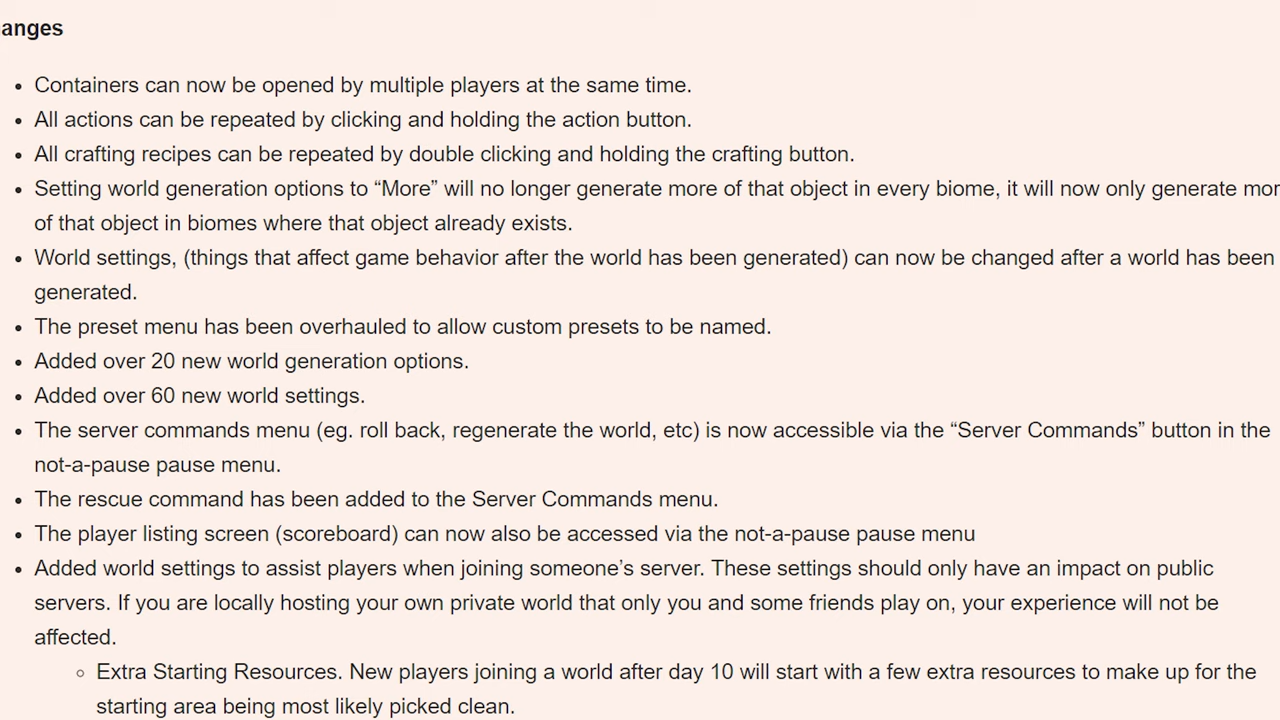 anges
Containers can now be opened by multiple players at the same time.
All actions can be repeated by clicking and holding the action button.
All crafting recipes can be repeated by double clicking and holding the crafting button.
Setting world generation options to “More” will no longer generate more of that object in every biome, it will now only generate mor
of that object in biomes where that object already exists.
World settings, (things that affect game behavior after the world has been generated) can now be changed after a world has been
generated.
The preset menu has been overhauled to allow custom presets to be named.
Added over 20 new world generation options.
Added over 60 new world settings.
The server commands menu (eg. roll back, regenerate the world, etc) is now accessible via the “Server Commands” button in the
not-a-pause pause menu.
The rescue command has been added to the Server Commands menu.
The player listing screen (scoreboard) can now also be accessed via the not-a-pause pause menu
Added world settings to assist players when joining someone’s server. These settings should only have an impact on public
servers. If you are locally hosting your own private world that only you and some friends play on, your experience will not be
affected.
Extra Starting Resources. New players joining a world after day 10 will start with a few extra resources to make up for the
starting area being most likely picked clean.